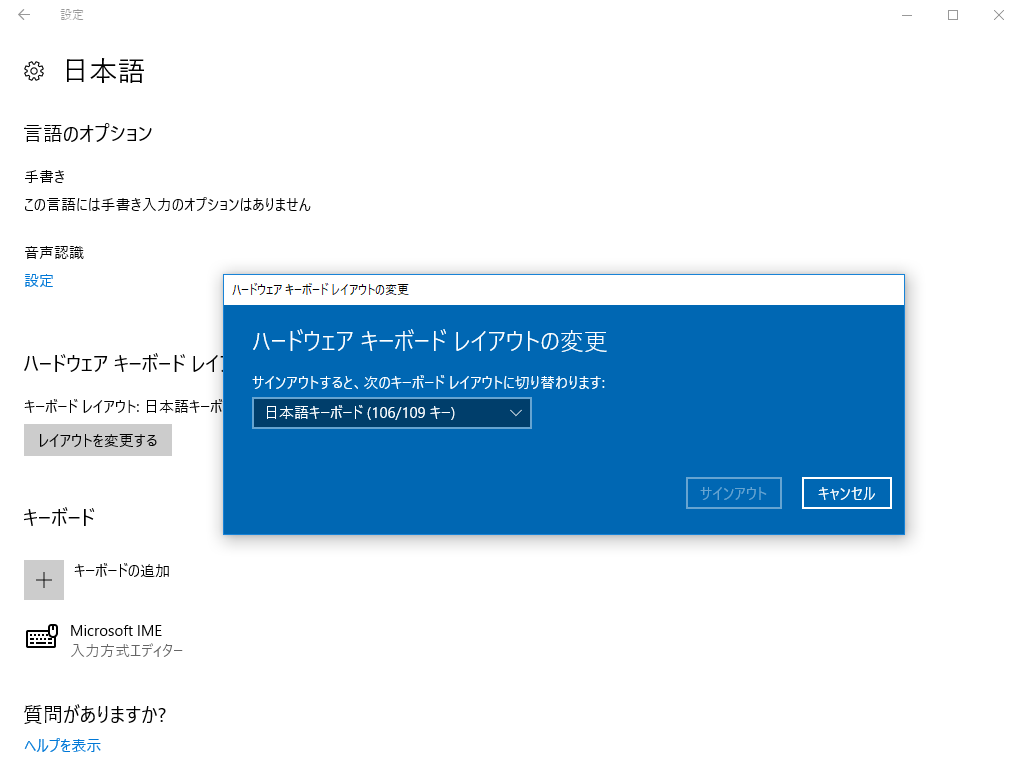 設定
日本語
言語のオプション
手書き
この言語には手書き入力のオプションはありません
音声認識
設定
ハードウェア キーボード レイア
キーボード レイアウト: 日本語キーボ
レイアウトを変更する
キーボード
キーボードの追加
Microsoft IME
入力方式エディター
質問がありますか?
ヘルプを表示
ハードウェア キーボード レイアウトの変更
ハードウェア キーボード レイアウトの変更
サインアウトすると、次のキーボード レイアウトに切り替わります:
日本語キーボード (106/109 キー)
サインアウト
キャンセル